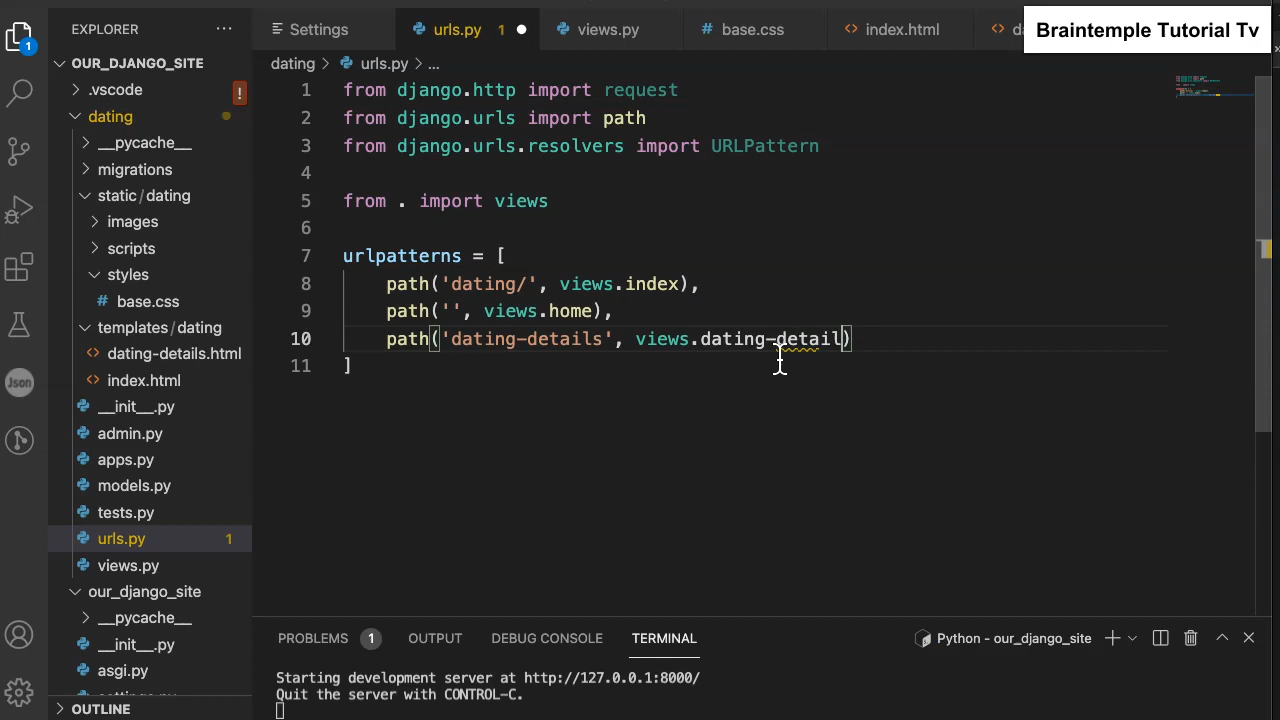 EXPLORER
···
Settings
urls.py 1
views.py
base.css
index.html
Braintemple Tutorial Tv
1
OUR_DJANGO_SITE
dating > urls.py > ...
.vscode
!
dating
__pycache__
migrations
static/dating
images
scripts
styles
base.css
templates/dating
dating-details.html
index.html
__init__.py
admin.py
apps.py
models.py
tests.py
urls.py 1
views.py
our_django_site
__pycache__
__init__.py
asgi.py
OUTLINE
Json
1 from django.http import request
2 from django.urls import path
3 from django.urls.resolvers import URLPattern
4
5 from . import views
6
7 urlpatterns = [
8 path('dating/', views.index),
9 path('', views.home),
10 path('dating-details', views.dating-detail)
11 ]
PROBLEMS 1 OUTPUT DEBUG CONSOLE TERMINAL
Python - our_django_site
Starting development server at http://127.0.0.1:8000/
Quit the server with CONTROL-C.